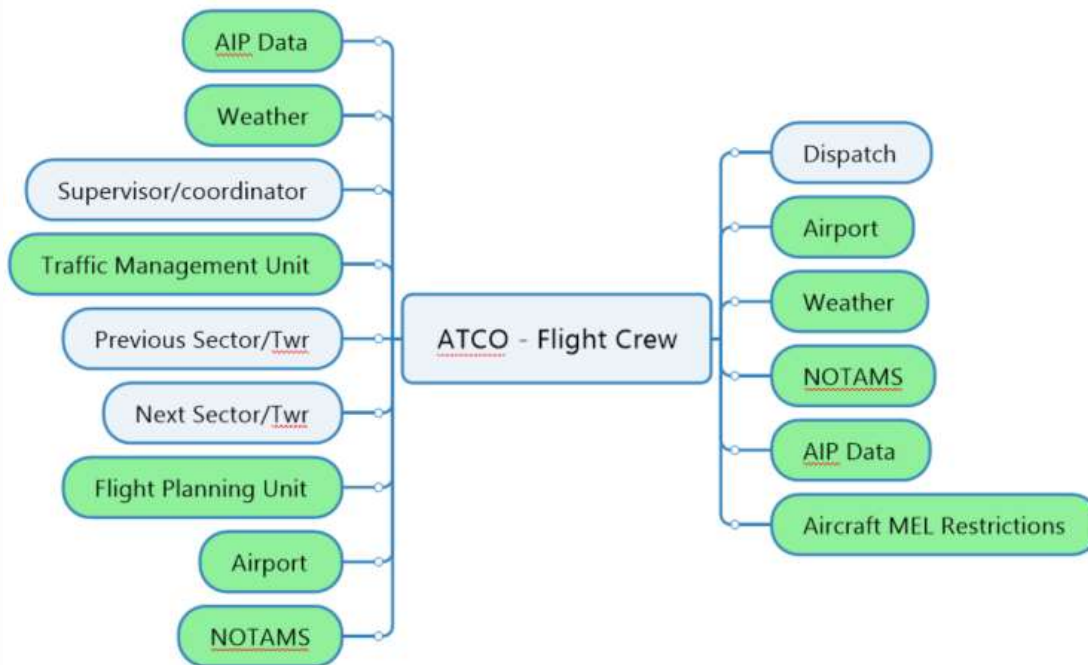 AIP Data
Weather
Supervisor/coordinator
Traffic Management Unit
Previous Sector/Twr
Next Sector/Twr
Flight Planning Unit
Airport
NOTAMS
ATCO - Flight Crew
Dispatch
Airport
Weather
NOTAMS
AIP Data
Aircraft MEL Restrictions